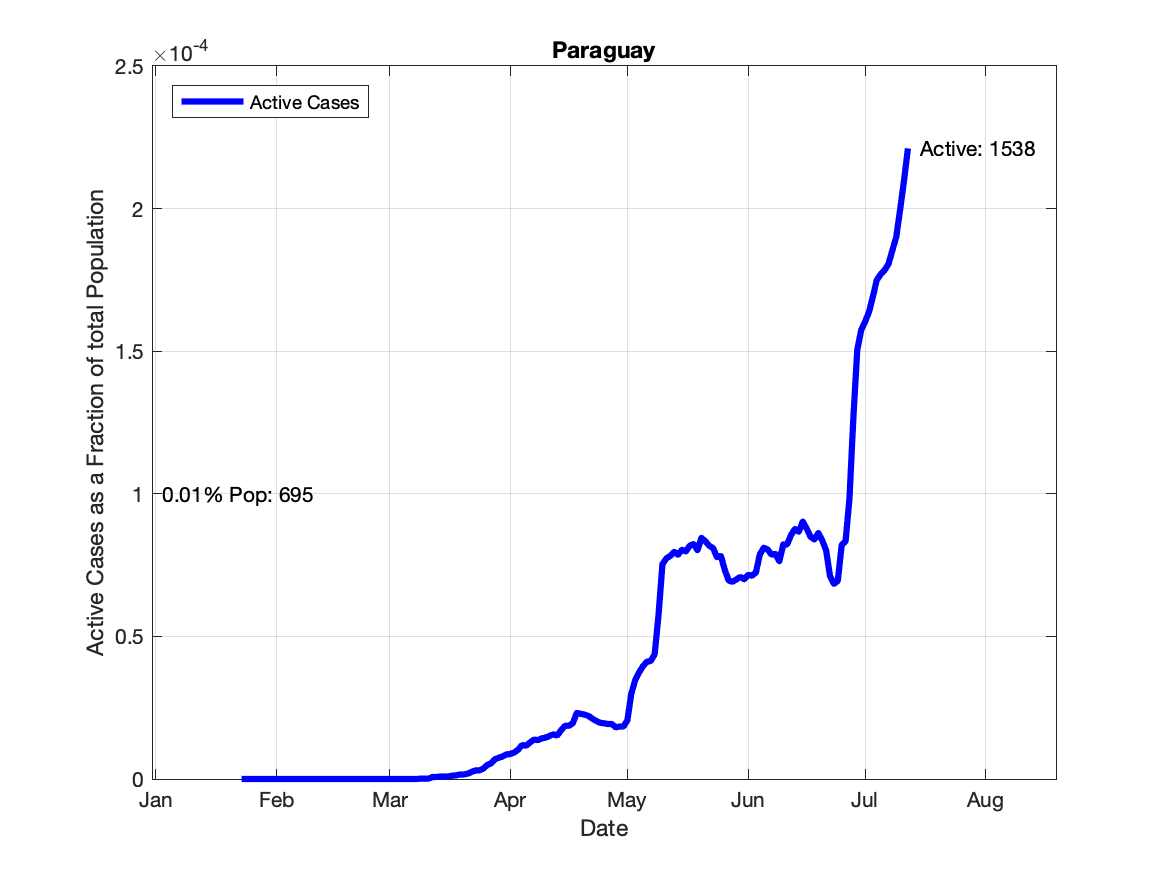 Paraguay
×10⁻⁴
Active Cases
2.5
2
1.5
1
0.5
0
Active: 1538
0.01% Pop: 695
Active Cases as a Fraction of total Population
Jan Feb Mar Apr May Jun Jul Aug
Date